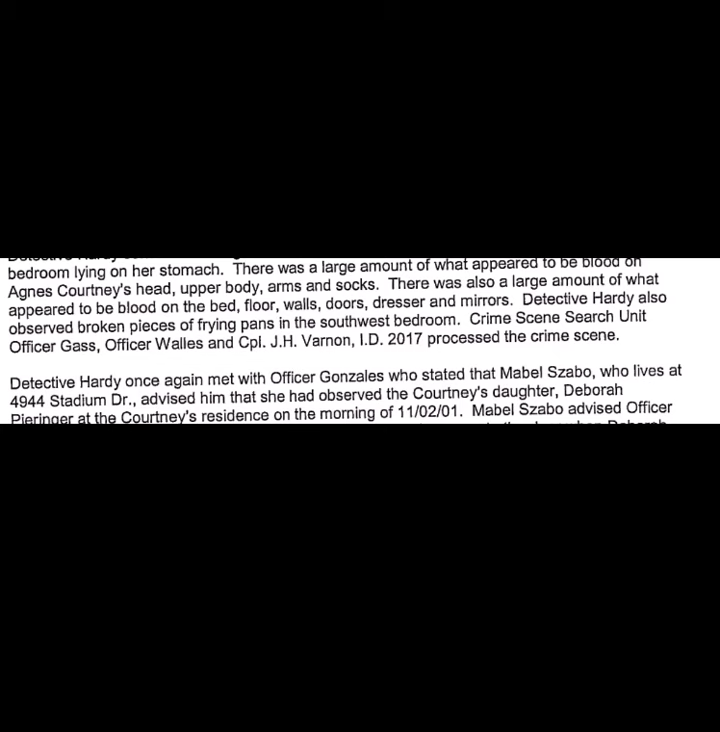 bedroom lying on her stomach. There was a large amount of what appeared to be blood on
Agnes Courtney's head, upper body, arms and socks. There was also a large amount of what
appeared to be blood on the bed, floor, walls, doors, dresser and mirrors. Detective Hardy also
observed broken pieces of frying pans in the southwest bedroom. Crime Scene Search Unit
Officer Gass, Officer Walles and Cpl. J.H. Varnon, I.D. 2017 processed the crime scene.
Detective Hardy once again met with Officer Gonzales who stated that Mabel Szabo, who lives at
4944 Stadium Dr., advised him that she had observed the Courtney's daughter, Deborah
Pieringer at the Courtney's residence on the morning of 11/02/01. Mabel Szabo advised Officer